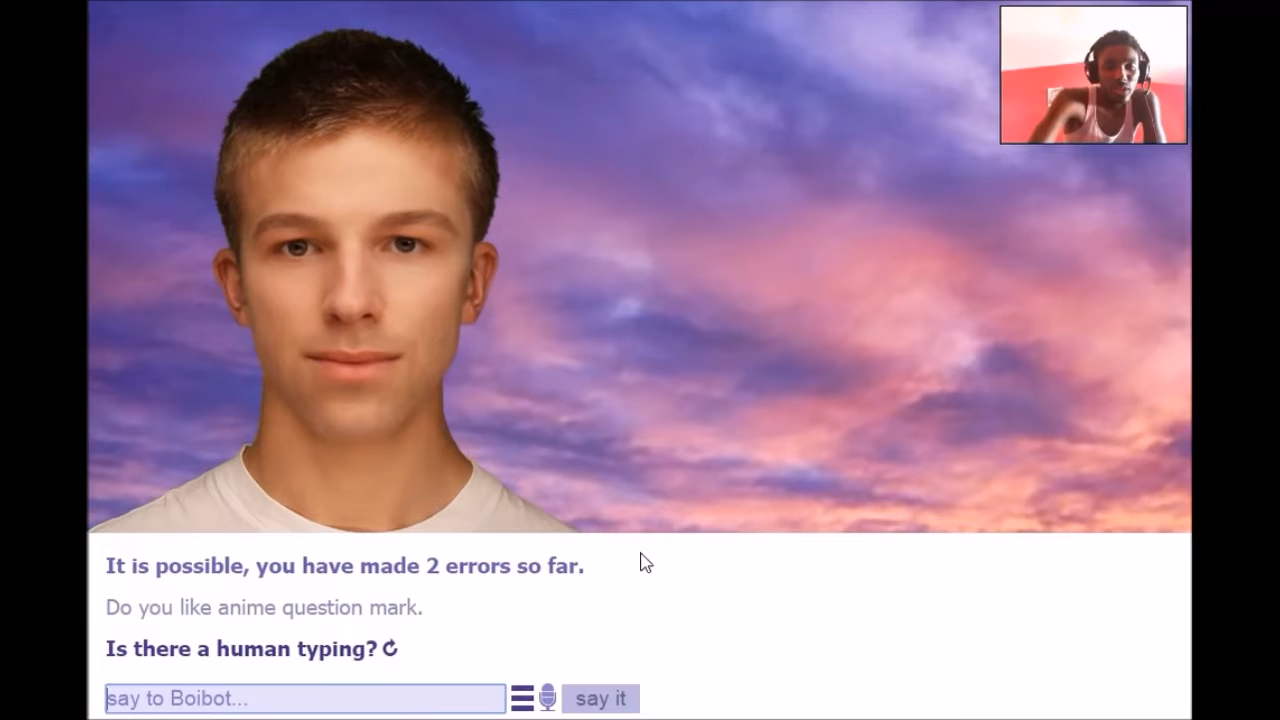 It is possible, you have made 2 errors so far.
Do you like anime question mark.
Is there a human typing?
say to Boibot...
say it